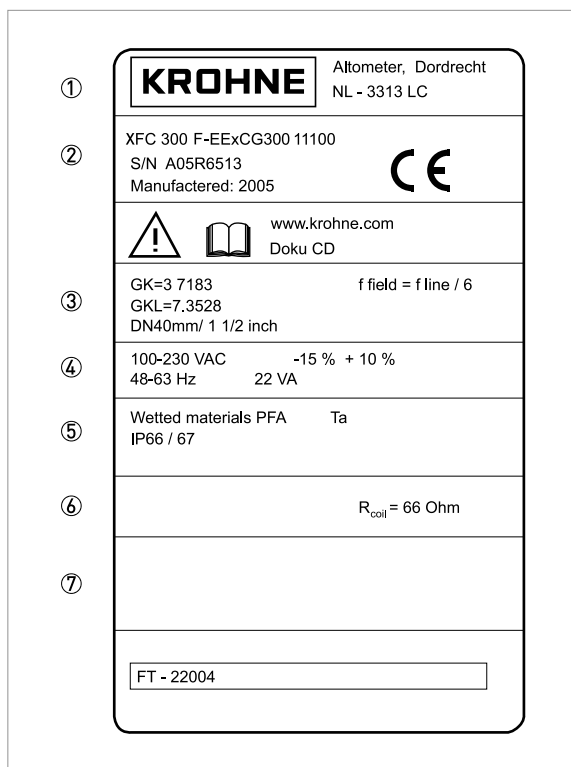 ①
KROHNE
Altometer, Dordrecht
NL - 3313 LC
②
XFC 300 F-EExCG300 11100
S/N A05R6513
Manufactered: 2005
CE
www.krohne.com
Doku CD
③
GK=3 7183 f field = f line / 6
GKL=7.3528
DN40mm/ 1 1/2 inch
④
100-230 VAC -15 % + 10 %
48-63 Hz 22 VA
⑤
Wetted materials PFA Ta
IP66 / 67
⑥
Rcoil = 66 Ohm
⑦
FT - 22004